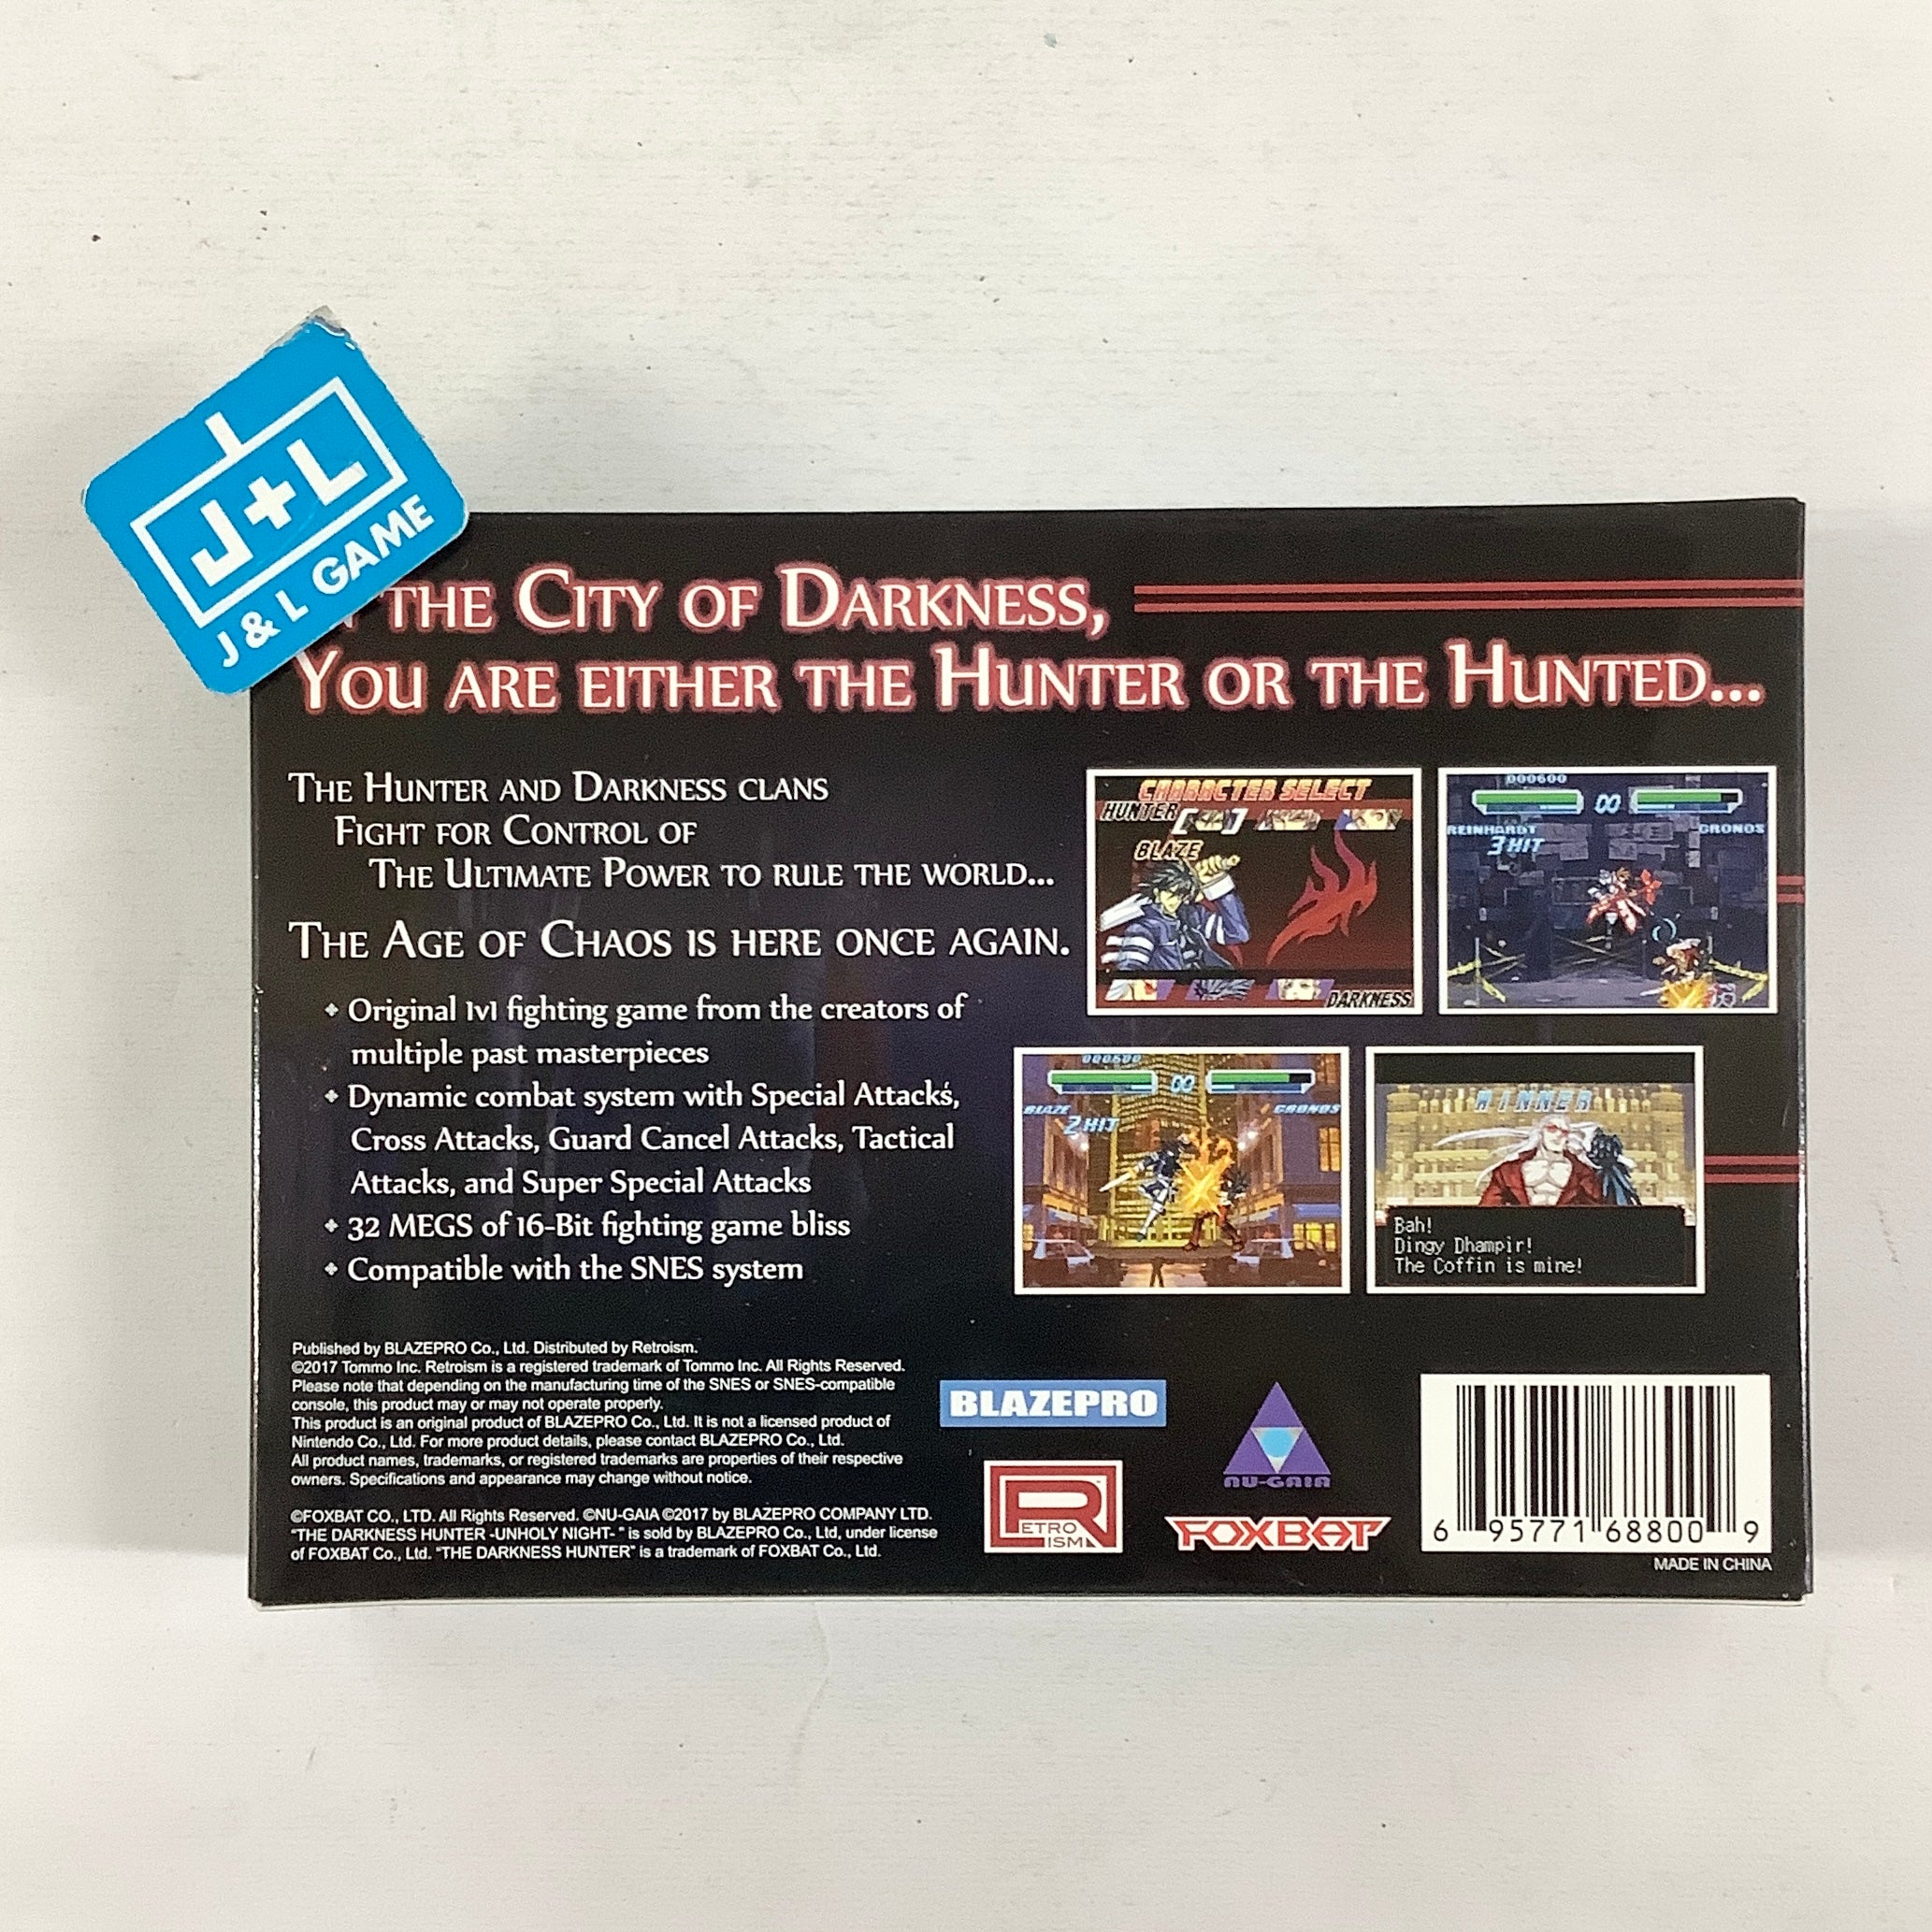 J+L
J & L GAME
THE CITY OF DARKNESS,
YOU ARE EITHER THE HUNTER OR THE HUNTED...
THE HUNTER AND DARKNESS CLANS
FIGHT FOR CONTROL OF
THE ULTIMATE POWER TO RULE THE WORLD...
THE AGE OF CHAOS IS HERE ONCE AGAIN.
Original 1v1 fighting game from the creators of
multiple past masterpieces
Dynamic combat system with Special Attacks,
Cross Attacks, Guard Cancel Attacks, Tactical
Attacks, and Super Special Attacks
32 MEGS of 16-Bit fighting game bliss
Compatible with the SNES system
CHARACTER SELECT
HUNTER
BLAZE
DARKNESS
000600
REINHARDT
CRONOS
3 HIT
000600
BLAZE
CRONOS
2 HIT
WINNER
Bah!
Dingy Dhampir!
The Coffin is mine!
Published by BLAZEPRO Co., Ltd. Distributed by Retroism.
©2017 Tommo Inc. Retroism is a registered trademark of Tommo Inc. All Rights Reserved.
Please note that depending on the manufacturing time of the SNES or SNES-compatible
console, this product may or may not operate properly.
This product is an original product of BLAZEPRO Co., Ltd. It is not a licensed product of
Nintendo Co., Ltd. For more product details, please contact BLAZEPRO Co., Ltd.
All product names, trademarks, or registered trademarks are properties of their respective
owners. Specifications and appearance may change without notice.
©FOXBAT CO., LTD. All Rights Reserved. ©NU-GAIA ©2017 by BLAZEPRO COMPANY LTD.
"THE DARKNESS HUNTER -UNHOLY NIGHT- " is sold by BLAZEPRO Co., Ltd, under license
of FOXBAT Co., Ltd. "THE DARKNESS HUNTER" is a trademark of FOXBAT Co., Ltd.
BLAZEPRO
NU-GAIA
RETRO
ISM
FOXBAT
6 95771 68800 9
MADE IN CHINA